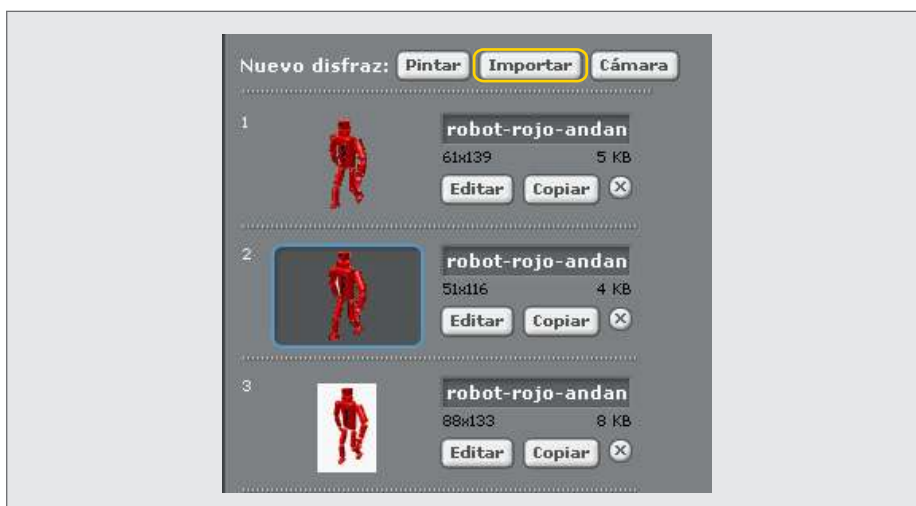 Nuevo disfraz: Pintar Importar Cámara
1
robot-rojo-andan
61x139 5 KB
Editar Copiar
2
robot-rojo-andan
51x116 4 KB
Editar Copiar
3
robot-rojo-andan
88x133 8 KB
Editar Copiar